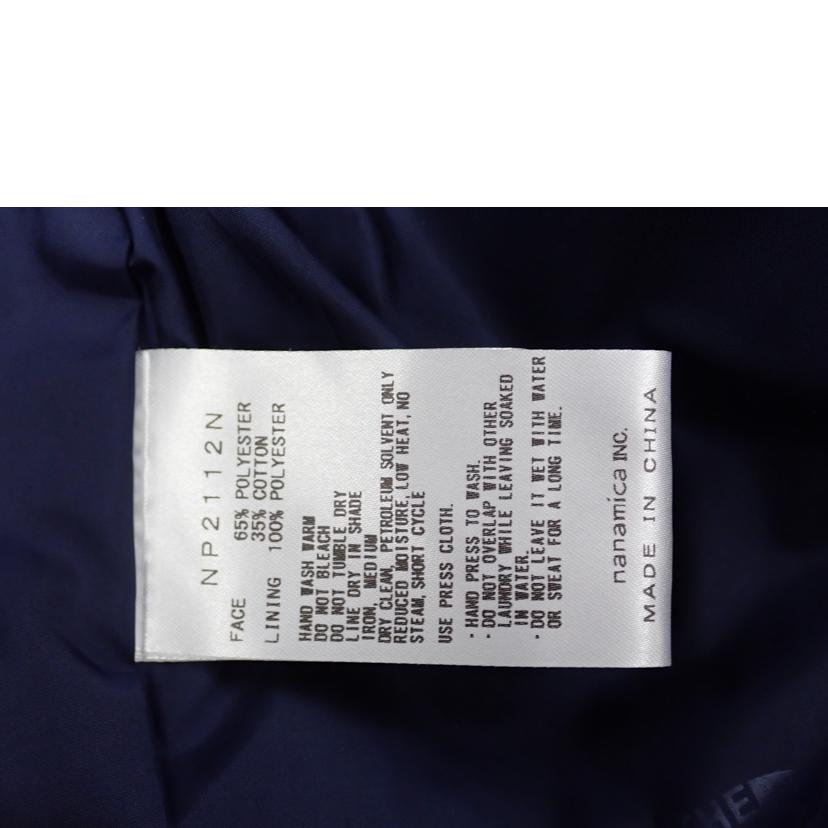 NP2112N
FACE 65% POLYESTER
35% COTTON
LINING 100% POLYESTER
HAND WASH WARM
DO NOT BLEACH
DO NOT TUMBLE DRY
LINE DRY IN SHADE
IRON, MEDIUM
DRY CLEAN, PETROLEUM SOLVENT ONLY
REDUCED MOISTURE, LOW HEAT, NO
STEAM, SHORT CYCLE
USE PRESS CLOTH.
・HAND PRESS TO WASH.
・DO NOT OVERLAP WITH OTHER
LAUNDRY WHILE LEAVING SOAKED
IN WATER.
・DO NOT LEAVE IT WET WITH WATER
OR SWEAT FOR A LONG TIME.
nanamica INC.
MADE IN CHINA